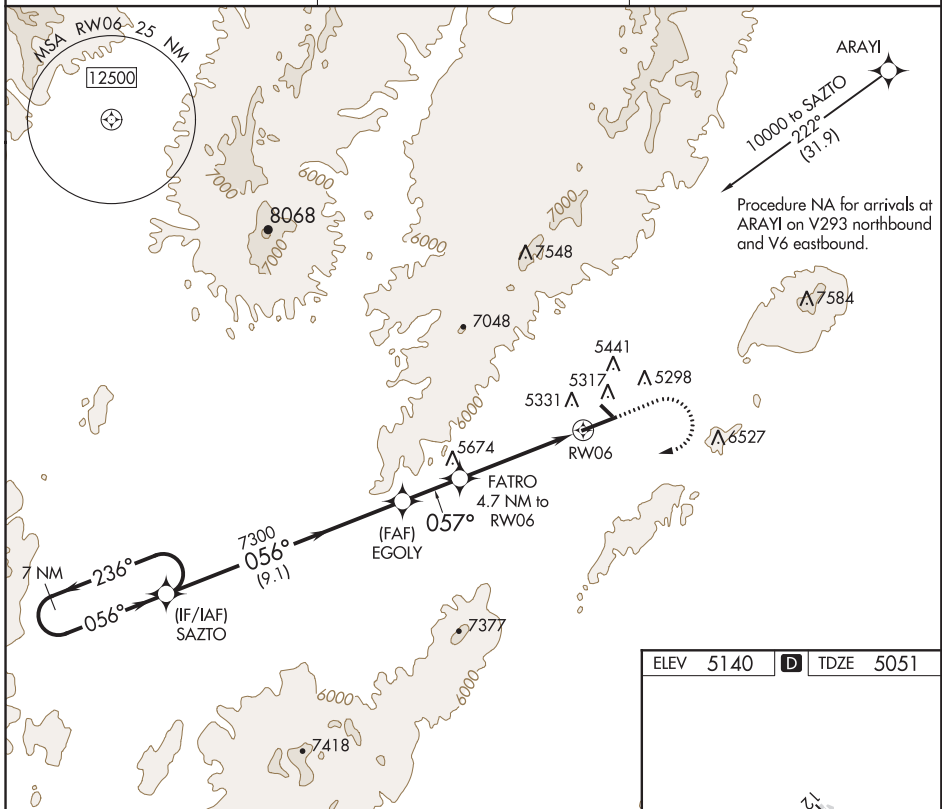 MSA RW06 25 NM
12500
ARAYI
10000 to SAZTO
222°
(31.9)
Procedure NA for arrivals at
ARAYI on V293 northbound
and V6 eastbound.
7000
6000
8068
7000
6000
7000
7548
7584
7048
6000
5441
5317
5298
5331
RW06
6527
5674
FATRO
4.7 NM to
RW06
057°
(FAF)
EGOLY
7300
056°
(9.1)
7 NM
236°
056°
(IF/IAF)
SAZTO
7377
6000
6000
7418
ELEV 5140 D TDZE 5051